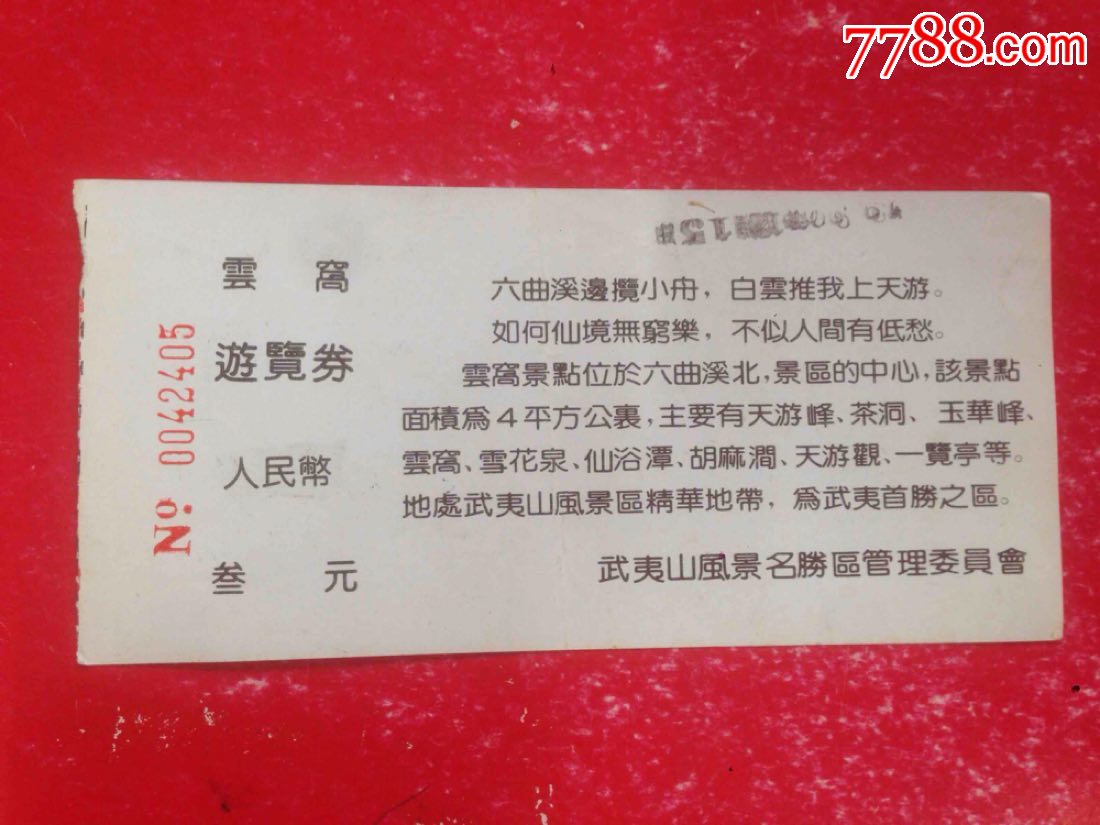 7788.com
雲窩
遊覽券
人民幣
叁元
№ 0042405
六曲溪邊攬小舟，白雲推我上天游。
如何仙境無窮樂，不似人間有低愁。
雲窩景點位於六曲溪北，景區的中心，該景點
面積為4平方公裏，主要有天游峰、茶洞、玉華峰、
雲窩、雪花泉、仙浴潭、胡麻澗、天游觀、一覽亭等。
地處武夷山風景區精華地帶，為武夷首勝之區。
武夷山風景名勝區管理委員會